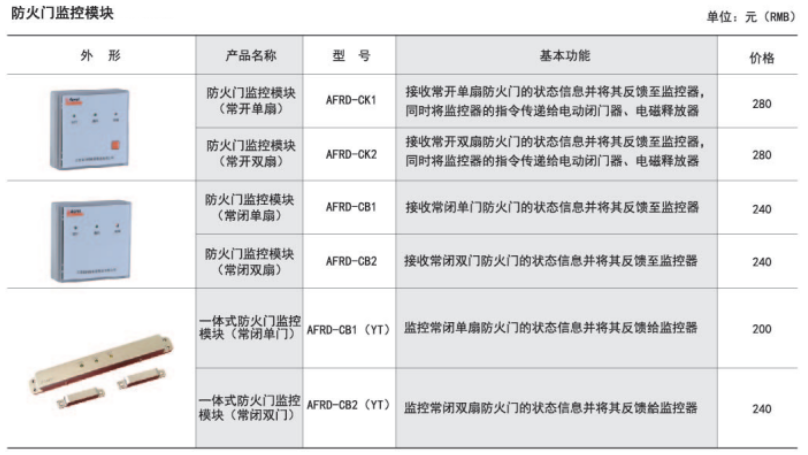 防火门监控模块
单位：元（RMB）
外 形 产品名称 型 号 基本功能 价格
防火门监控模块
（常开单扇）
AFRD-CK1
接收常开单扇防火门的状态信息并将其反馈至监控器，
同时将监控器的指令传递给电动闭门器、电磁释放器
280
防火门监控模块
（常开双扇）
AFRD-CK2
接收常开双扇防火门的状态信息并将其反馈至监控器，
同时将监控器的指令传递给电动闭门器、电磁释放器
280
防火门监控模块
（常闭单扇）
AFRD-CB1
接收常闭单门防火门的状态信息并将其反馈至监控器
240
防火门监控模块
（常闭双扇）
AFRD-CB2
接收常闭双门防火门的状态信息并将其反馈至监控器
240
一体式防火门监控
模块（常闭单门）
AFRD-CB1（YT）
监控常闭单扇防火门的状态信息并将其反馈给监控器
200
一体式防火门监控
模块（常闭双门）
AFRD-CB2（YT）
监控常闭双扇防火门的状态信息并将其反馈给监控器
240